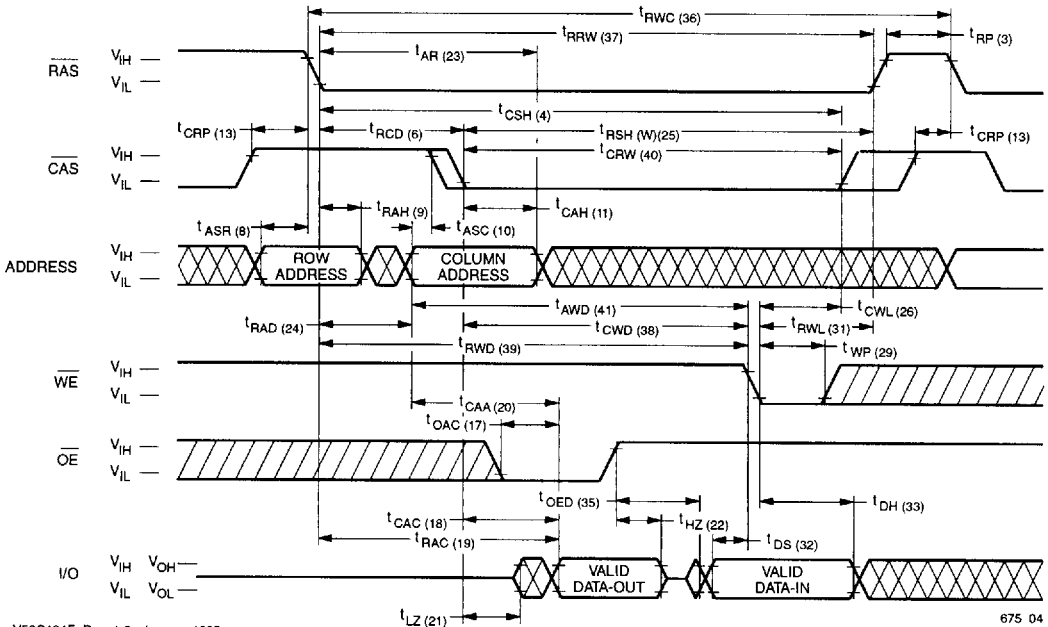 tRWC (36)
tRRW (37)
tRP (3)
tAR (23)
RAS VIH
VIL
tCSH (4)
tCRP (13) tRCD (6) tRSH (W)(25) tCRP (13)
tCRW (40)
CAS VIH
VIL
tRAH (9) tCAH (11)
tASR (8) tASC (10)
ADDRESS VIH
VIL
ROW ADDRESS
COLUMN ADDRESS
tAWD (41) tCWL (26)
tRAD (24) tCWD (38) tRWL (31)
tRWD (39) tWP (29)
WE VIH
VIL
tCAA (20)
tOAC (17)
OE VIH
VIL
tOED (35) tDH (33)
tCAC (18) tHZ (22)
tRAC (19) tDS (32)
I/O VIH VOH
VIL VOL
VALID DATA-OUT
VALID DATA-IN
tLZ (21)
675 04